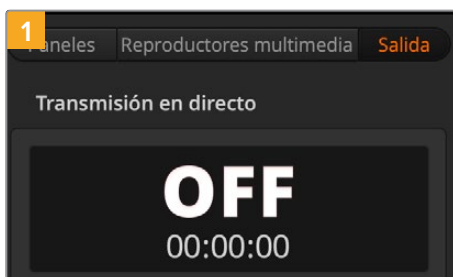 1
Paneles Reproductores multimedia Salida
Transmisión en directo
OFF
00:00:00